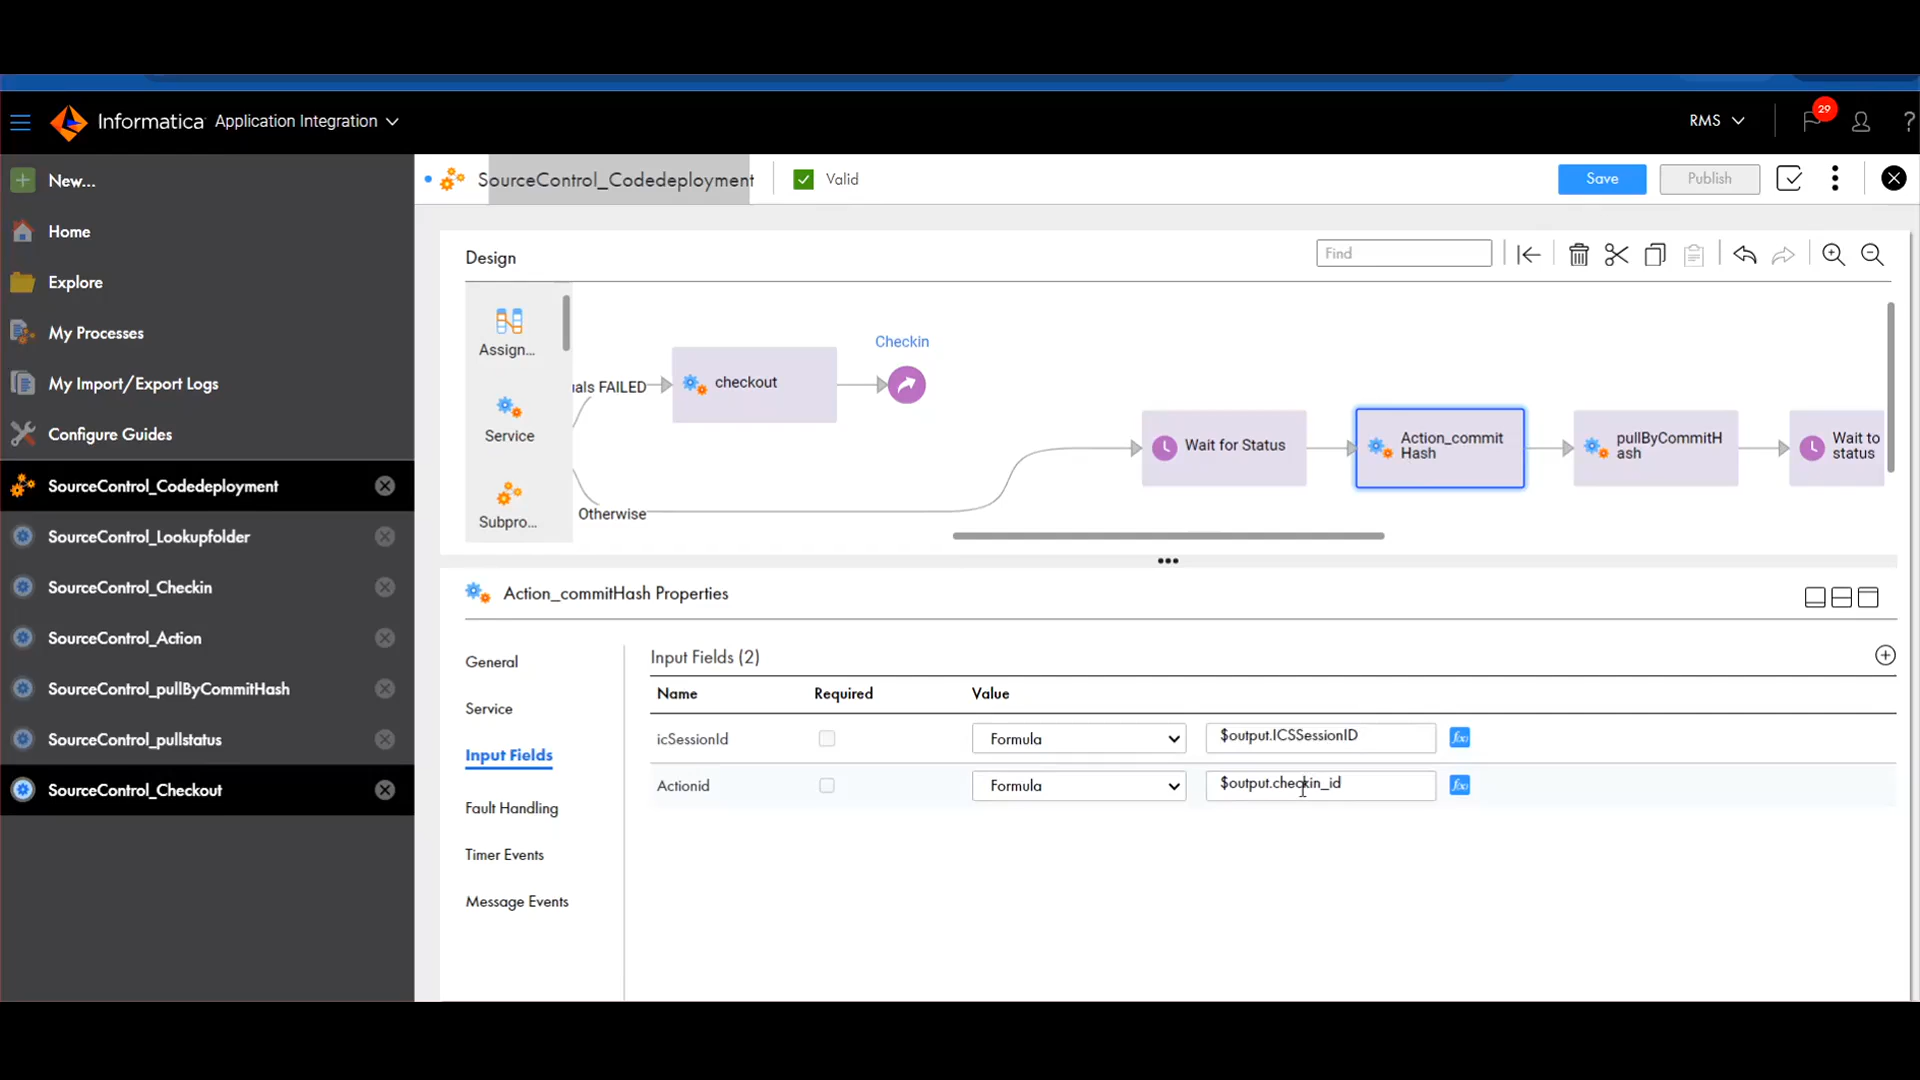 Informatica Application Integration
RMS
29
?
New...
Home
Explore
My Processes
My Import/Export Logs
Configure Guides
SourceControl_Codedeployment
SourceControl_Lookupfolder
SourceControl_Checkin
SourceControl_Action
SourceControl_pullByCommitHash
SourceControl_pullstatus
SourceControl_Checkout
SourceControl_Codedeployment
Valid
Save
Publish
Design
Find
Assign...
Service
Subpro...
uals FAILED
checkout
Checkin
Otherwise
Wait for Status
Action_commit
Hash
pullByCommitH
ash
Wait to
status
Action_commitHash Properties
General
Service
Input Fields
Fault Handling
Timer Events
Message Events
Input Fields (2)
Name Required Value
icSessionId Formula $output.ICSSessionID fx
Actionid Formula $output.checkin_id fx